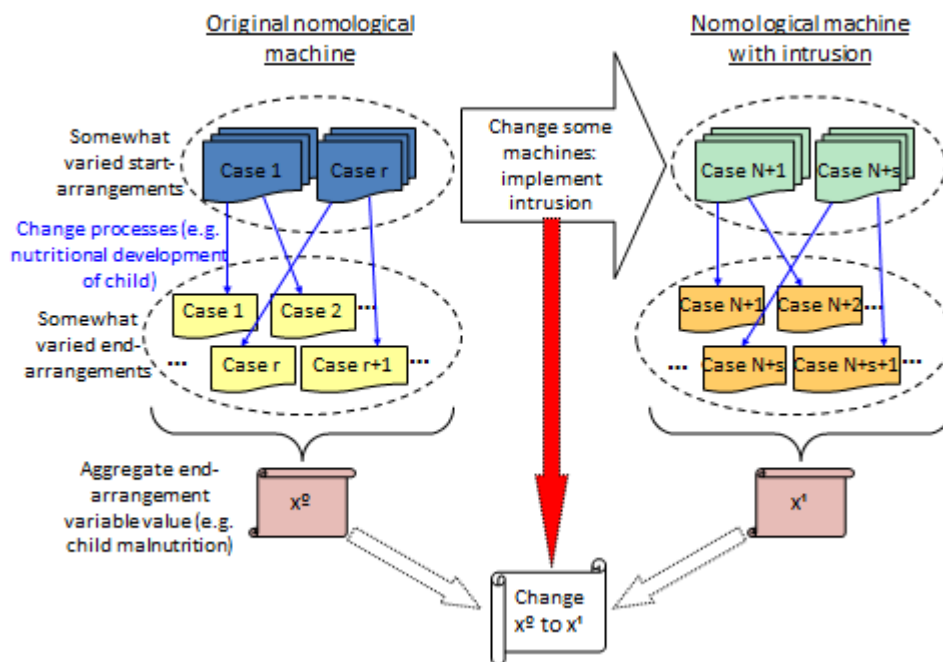 Original nomological
machine
Nomological machine
with intrusion
Somewhat
varied start-
arrangements
Case 1
Case r
Change some
machines:
implement
intrusion
Case N+1
Case N+s
Change processes (e.g.
nutritional development
of child)
Somewhat
varied end-
arrangements
Case 1
Case 2
...
...
Case r
Case r+1
...
Case N+1
Case N+2
...
...
Case N+s
Case N+s+1
...
Aggregate end-
arrangement
variable value (e.g.
child malnutrition)
xº
x¹
Change
xº to x¹